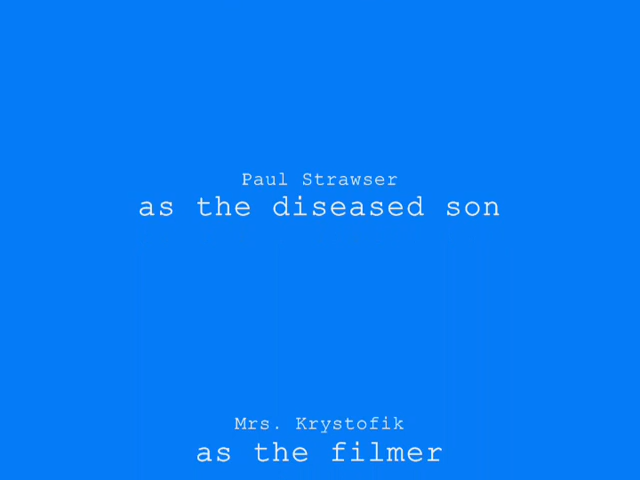 Paul Strawser
as the diseased son
Mrs. Krystofik
as the filmer